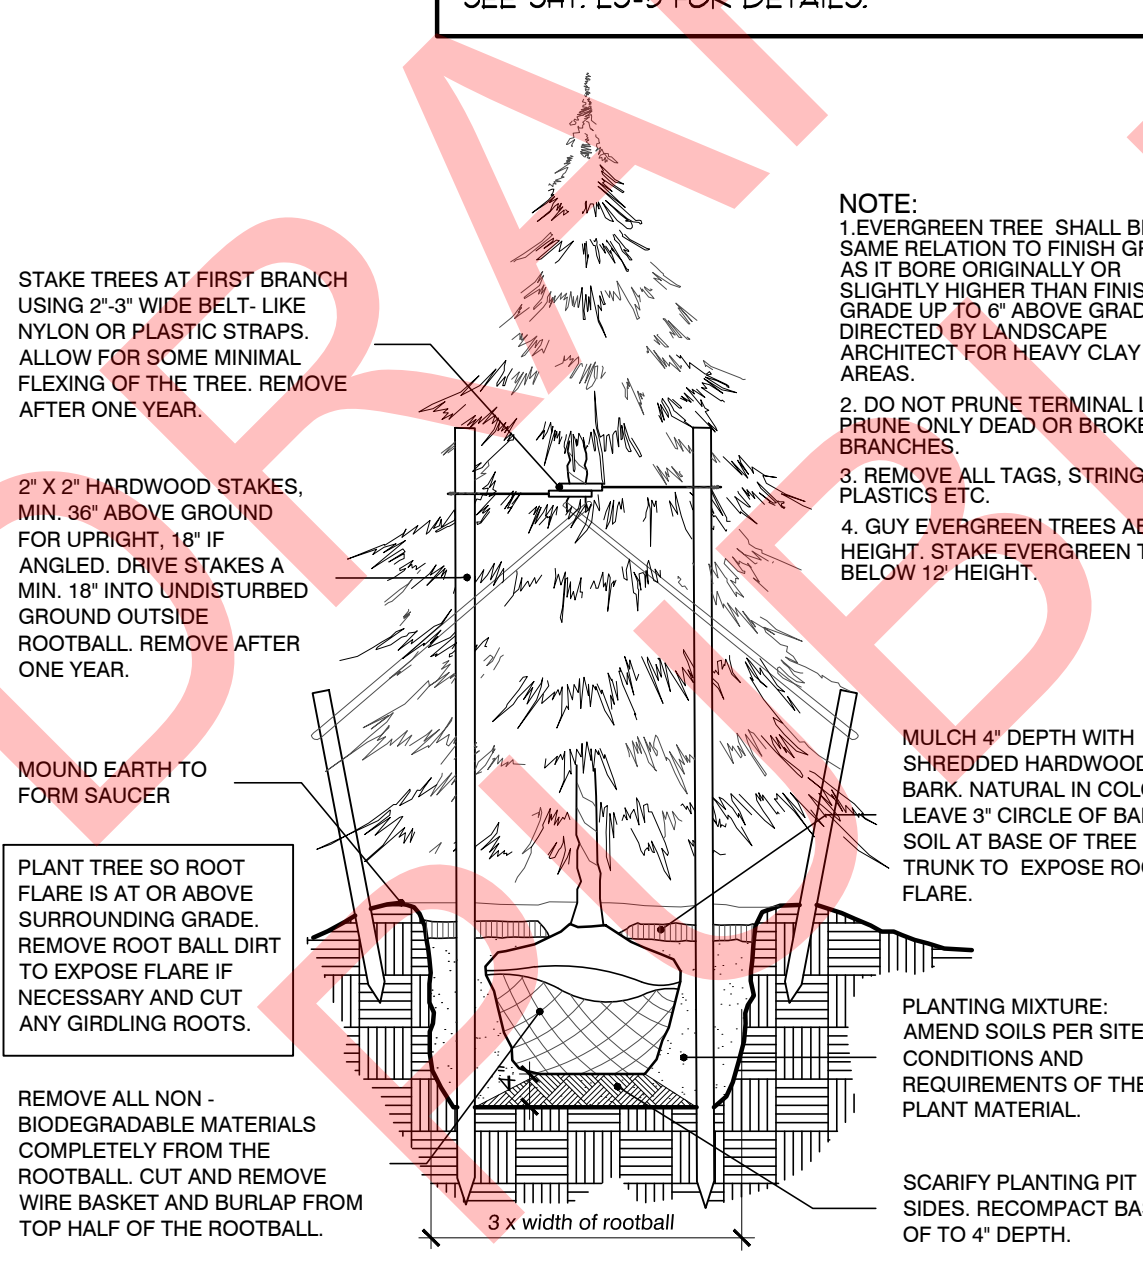 SEE SHT. L5-5 FOR DETAILS.
STAKE TREES AT FIRST BRANCH
USING 2"-3" WIDE BELT- LIKE
NYLON OR PLASTIC STRAPS.
ALLOW FOR SOME MINIMAL
FLEXING OF THE TREE. REMOVE
AFTER ONE YEAR.
2" X 2" HARDWOOD STAKES,
MIN. 36" ABOVE GROUND
FOR UPRIGHT, 18" IF
ANGLED. DRIVE STAKES A
MIN. 18" INTO UNDISTURBED
GROUND OUTSIDE
ROOTBALL. REMOVE AFTER
ONE YEAR.
MOUND EARTH TO
FORM SAUCER
PLANT TREE SO ROOT
FLARE IS AT OR ABOVE
SURROUNDING GRADE.
REMOVE ROOT BALL DIRT
TO EXPOSE FLARE IF
NECESSARY AND CUT
ANY GIRDLING ROOTS.
REMOVE ALL NON -
BIODEGRADABLE MATERIALS
COMPLETELY FROM THE
ROOTBALL. CUT AND REMOVE
WIRE BASKET AND BURLAP FROM
TOP HALF OF THE ROOTBALL.
4"
3 x width of rootball
NOTE:
1.EVERGREEN TREE SHALL B
SAME RELATION TO FINISH GR
AS IT BORE ORIGINALLY OR
SLIGHTLY HIGHER THAN FINIS
GRADE UP TO 6" ABOVE GRAD
DIRECTED BY LANDSCAPE
ARCHITECT FOR HEAVY CLAY
AREAS.
2. DO NOT PRUNE TERMINAL L
PRUNE ONLY DEAD OR BROKE
BRANCHES.
3. REMOVE ALL TAGS, STRING
PLASTICS ETC.
4. GUY EVERGREEN TREES AB
HEIGHT. STAKE EVERGREEN T
BELOW 12' HEIGHT.
MULCH 4" DEPTH WITH
SHREDDED HARDWOOD
BARK. NATURAL IN COLO
LEAVE 3" CIRCLE OF BA
SOIL AT BASE OF TREE
TRUNK TO EXPOSE ROO
FLARE.
PLANTING MIXTURE:
AMEND SOILS PER SITE
CONDITIONS AND
REQUIREMENTS OF THE
PLANT MATERIAL.
SCARIFY PLANTING PIT
SIDES. RECOMPACT BA
OF TO 4" DEPTH.
DRA
PUBL